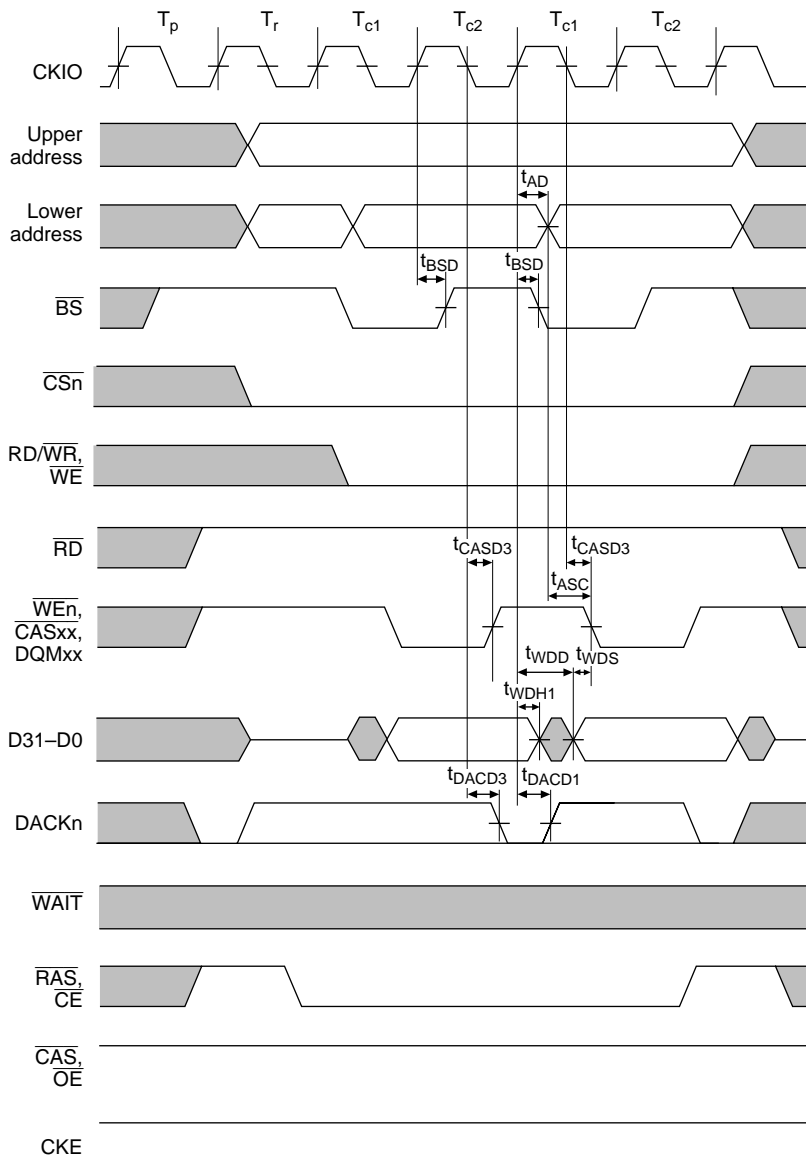 Tp Tr Tc1 Tc2 Tc1 Tc2
CKIO
Upper
address
tAD
Lower
address
tBSD tBSD
BS
CSn
RD/WR,
WE
RD
tCASD3 tCASD3
tASC
WEn,
CASxx,
DQMxx
tWDD tWDS
tWDH1
D31–D0
tDACD3 tDACD1
DACKn
WAIT
RAS,
CE
CAS,
OE
CKE